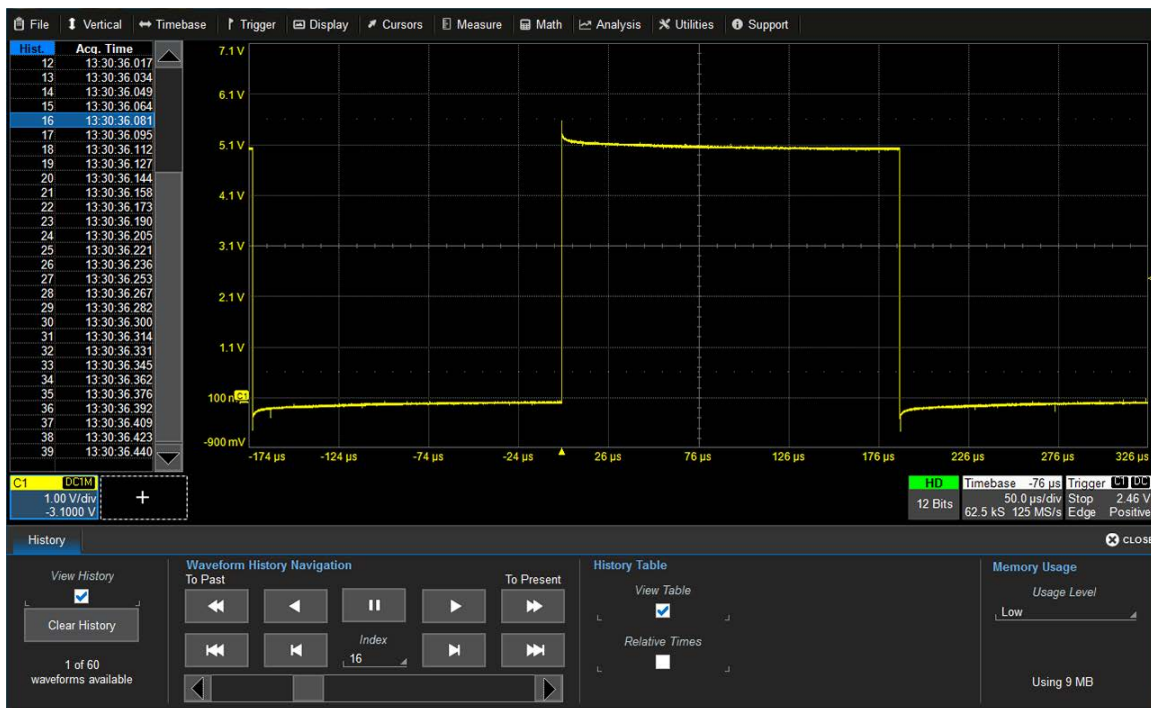 File Vertical Timebase Trigger Display Cursors Measure Math Analysis Utilities Support
Hist. Acq. Time
12 13:30:36.017
13 13:30:36.034
14 13:30:36.049
15 13:30:36.064
16 13:30:36.081
17 13:30:36.095
18 13:30:36.112
19 13:30:36.127
20 13:30:36.144
21 13:30:36.158
22 13:30:36.173
23 13:30:36.190
24 13:30:36.205
25 13:30:36.221
26 13:30:36.236
27 13:30:36.253
28 13:30:36.267
29 13:30:36.282
30 13:30:36.300
31 13:30:36.314
32 13:30:36.331
33 13:30:36.345
34 13:30:36.362
35 13:30:36.376
36 13:30:36.392
37 13:30:36.409
38 13:30:36.423
39 13:30:36.440
7.1 V
6.1 V
5.1 V
4.1 V
3.1 V
2.1 V
1.1 V
100 m C1
-900 mV
-174 µs -124 µs -74 µs -24 µs 26 µs 76 µs 126 µs 176 µs 226 µs 276 µs 326 µs
C1 DC1M
1.00 V/div
-3.1000 V
+
HD
12 Bits
Timebase -76 µs
50.0 µs/div
62.5 kS 125 MS/s
Trigger C1 DC
Stop 2.46 V
Edge Positive
History
CLOSE
View History
Clear History
1 of 60
waveforms available
Waveform History Navigation
To Past To Present
Index
16
History Table
View Table
Relative Times
Memory Usage
Usage Level
Low
Using 9 MB